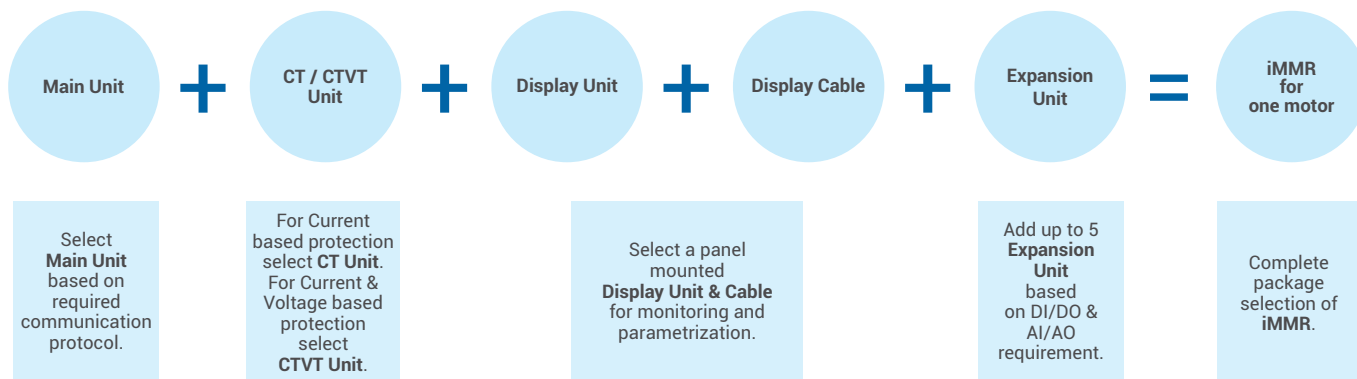 Main Unit
+
CT / CTVT
Unit
+
Display Unit
+
Display Cable
+
Expansion
Unit
=
iMMR
for
one motor
Select
Main Unit
based on
required
communication
protocol.
For Current
based protection
select CT Unit.
For Current &
Voltage based
protection
select
CTVT Unit.
Select a panel
mounted
Display Unit & Cable
for monitoring and
parametrization.
Add up to 5
Expansion
Unit
based
on DI/DO &
AI/AO
requirement.
Complete
package
selection of
iMMR.